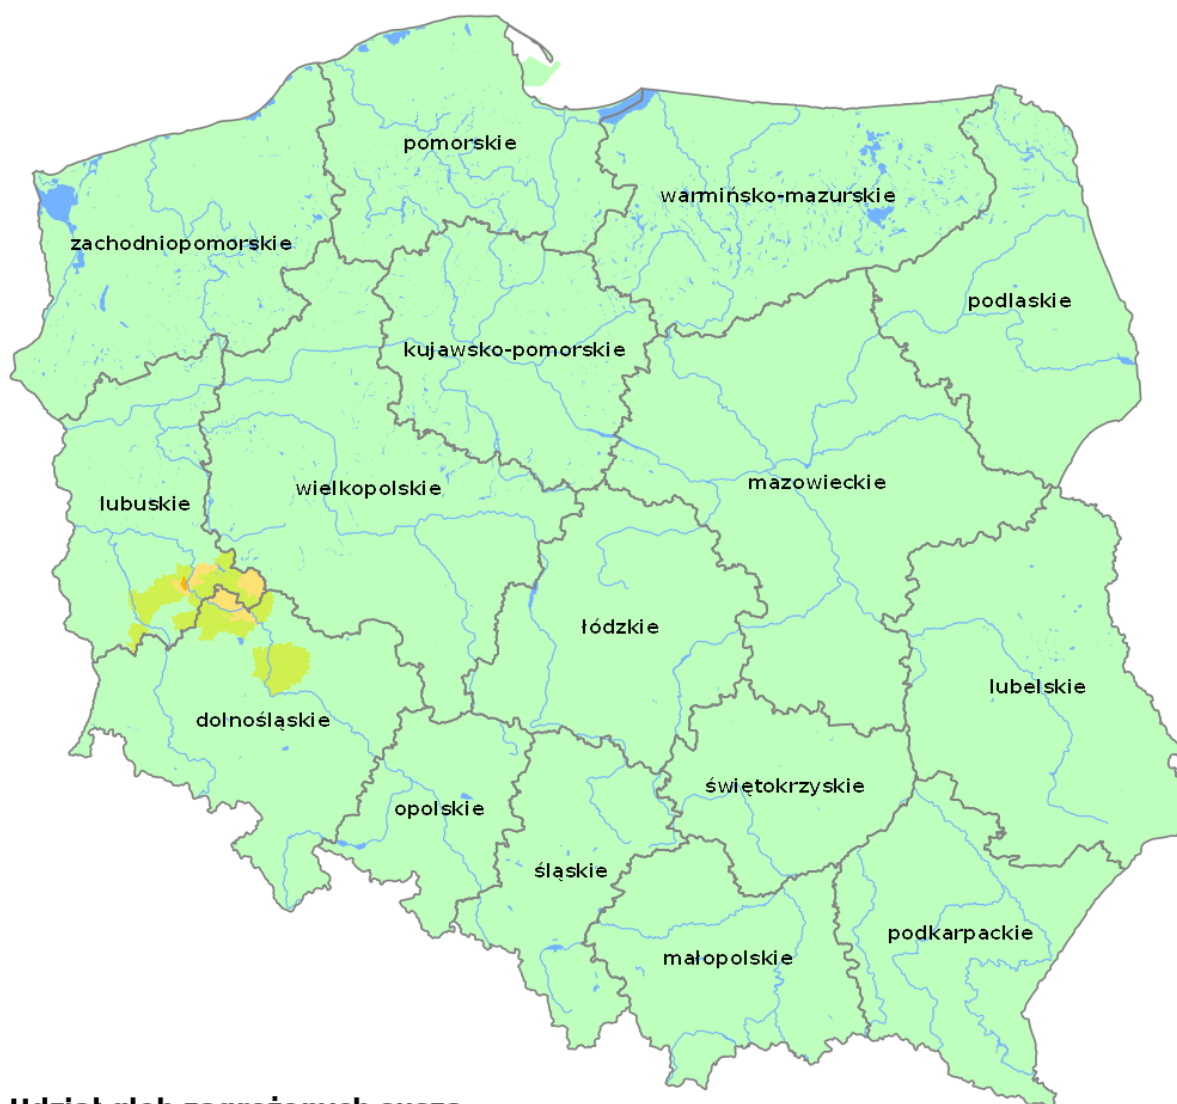 pomorskie
warmińsko-mazurskie
zachodniopomorskie
podlaskie
kujawsko-pomorskie
mazowieckie
wielkopolskie
lubuskie
łódzkie
lubelskie
dolnośląskie
świętokrzyskie
opolskie
śląskie
podkarpackie
małopolskie